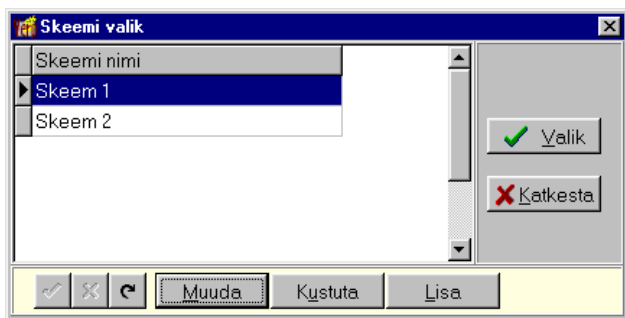 Skeemi valik
Skeemi nimi
Skeem 1
Skeem 2
Valik
Katkesta
Muuda Kustuta Lisa